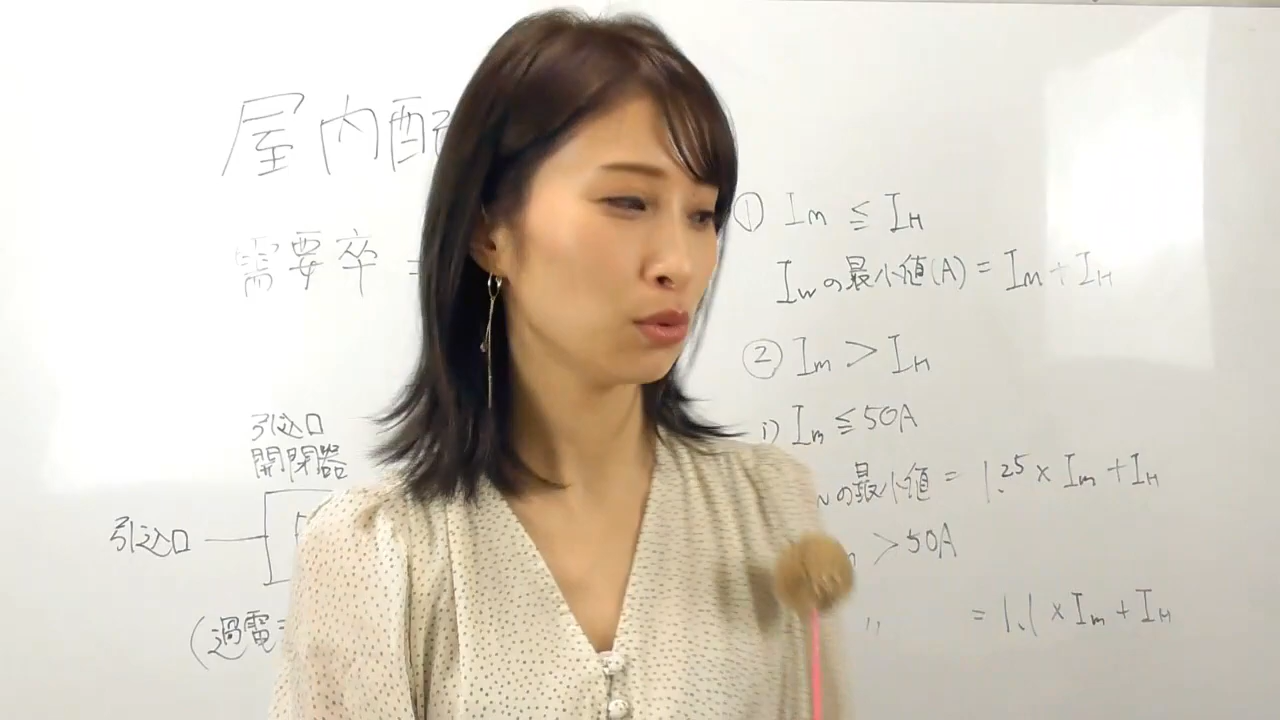 屋内配
需要卒 =
引込口
開閉器
引込口
(過電
① Im ≦ IH
Iwの最小値(A) = Im + IH
② Im > IH
i) Im ≦ 50A
wの最小値 = 1.25 × Im + IH
m > 50A
〃 = 1.1 × Im + IH